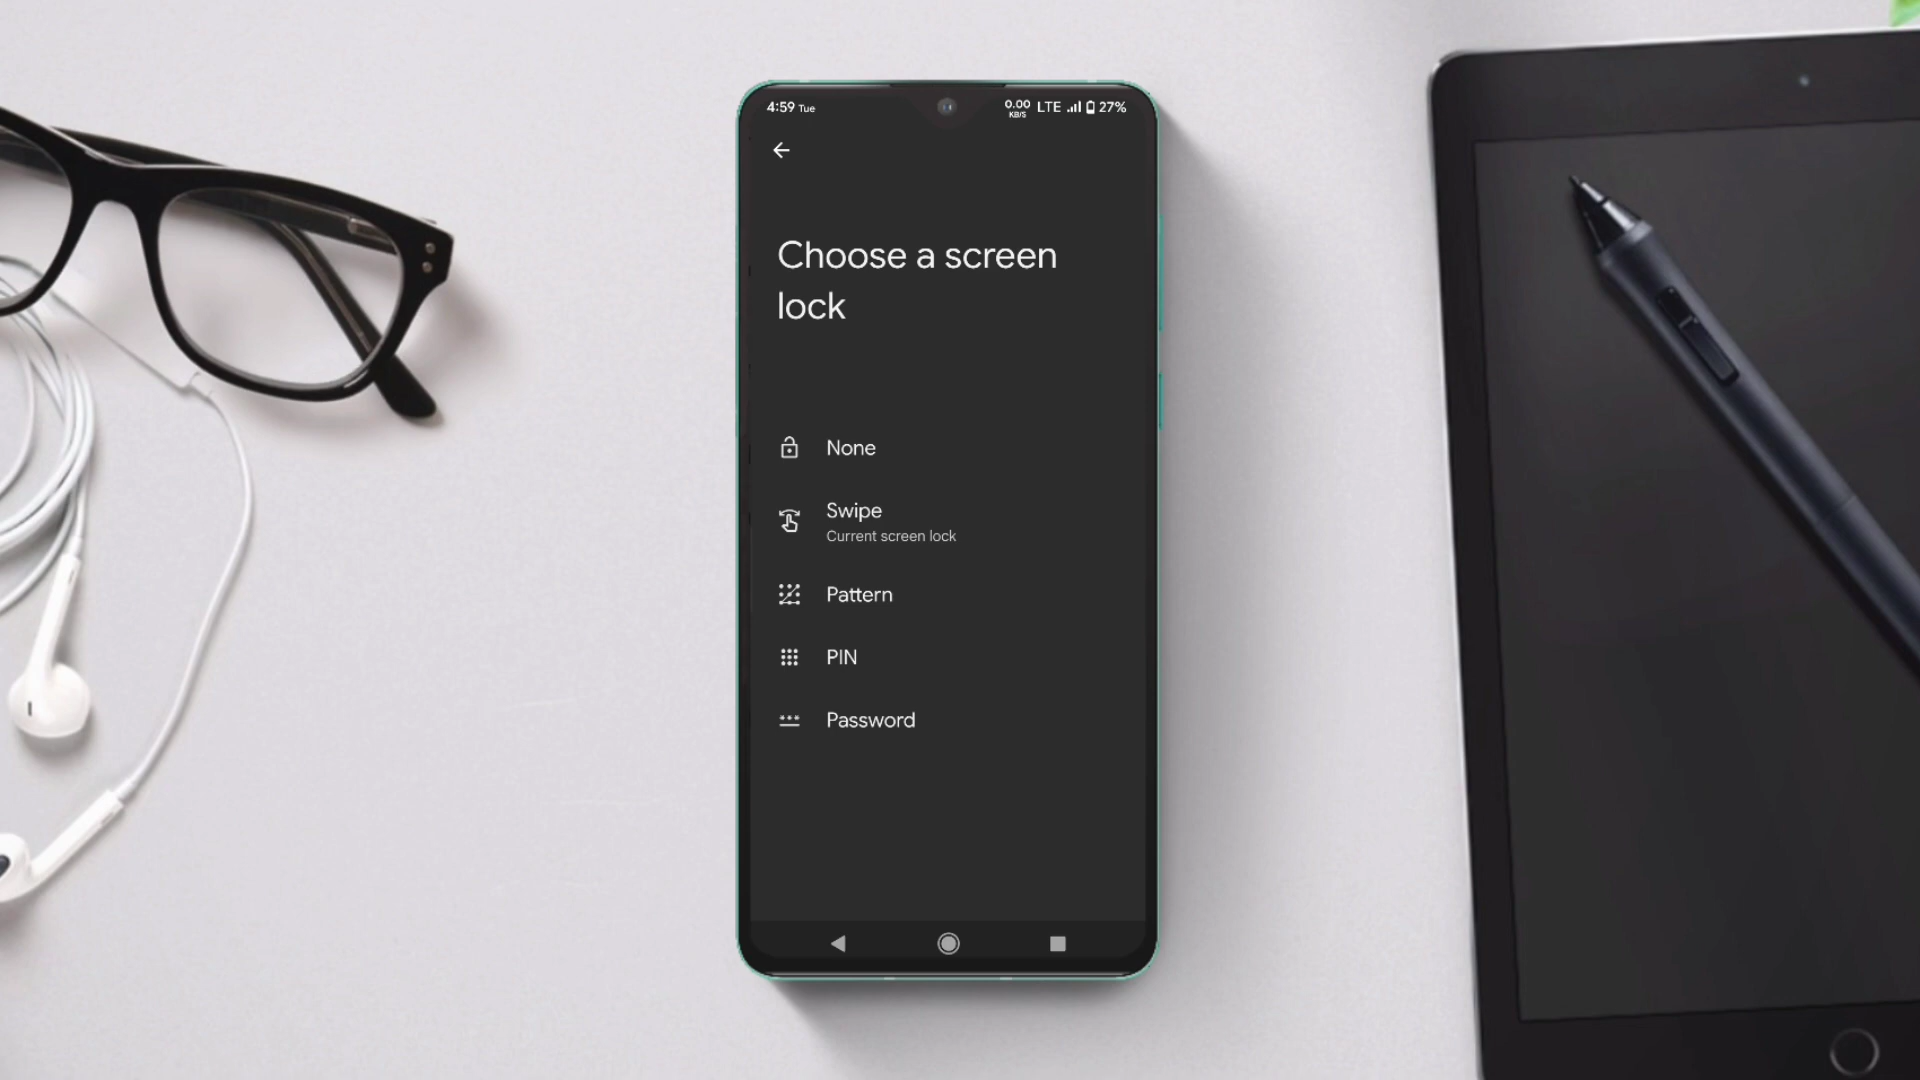 4:59 Tue
0.00 KB/S LTE 27%
Choose a screen
lock
None
Swipe
Current screen lock
Pattern
PIN
Password